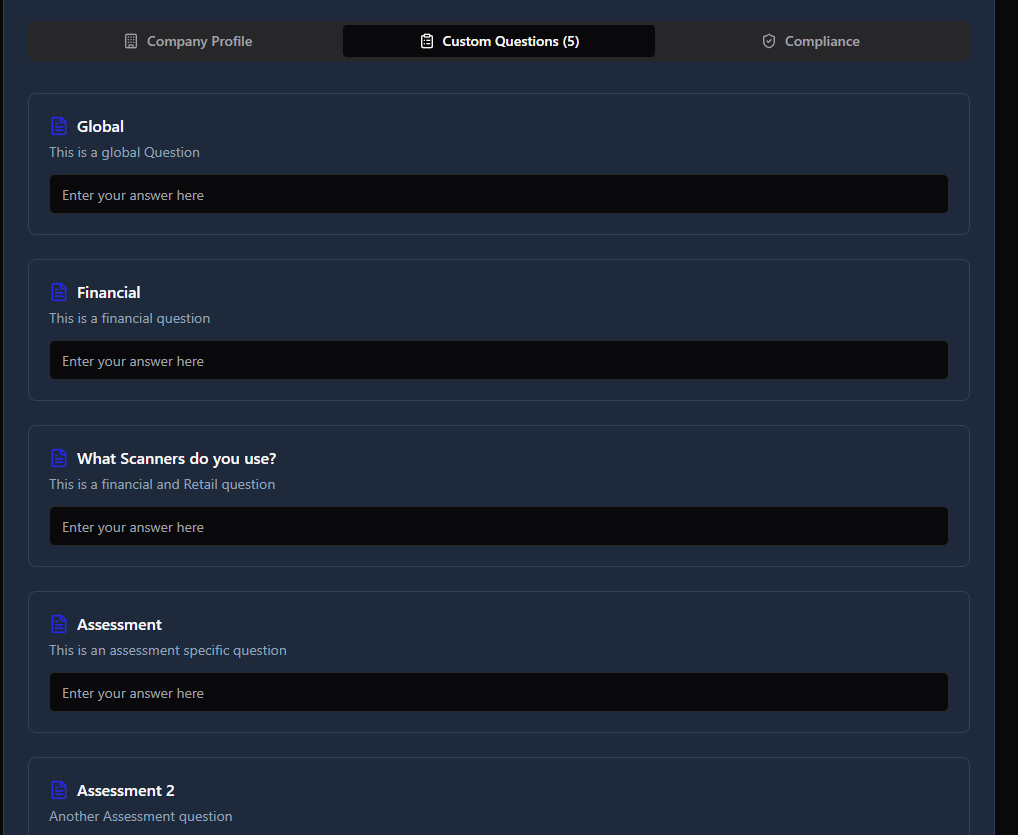 Company Profile
Custom Questions (5)
Compliance
Global
This is a global Question
Enter your answer here
Financial
This is a financial question
Enter your answer here
What Scanners do you use?
This is a financial and Retail question
Enter your answer here
Assessment
This is an assessment specific question
Enter your answer here
Assessment 2
Another Assessment question